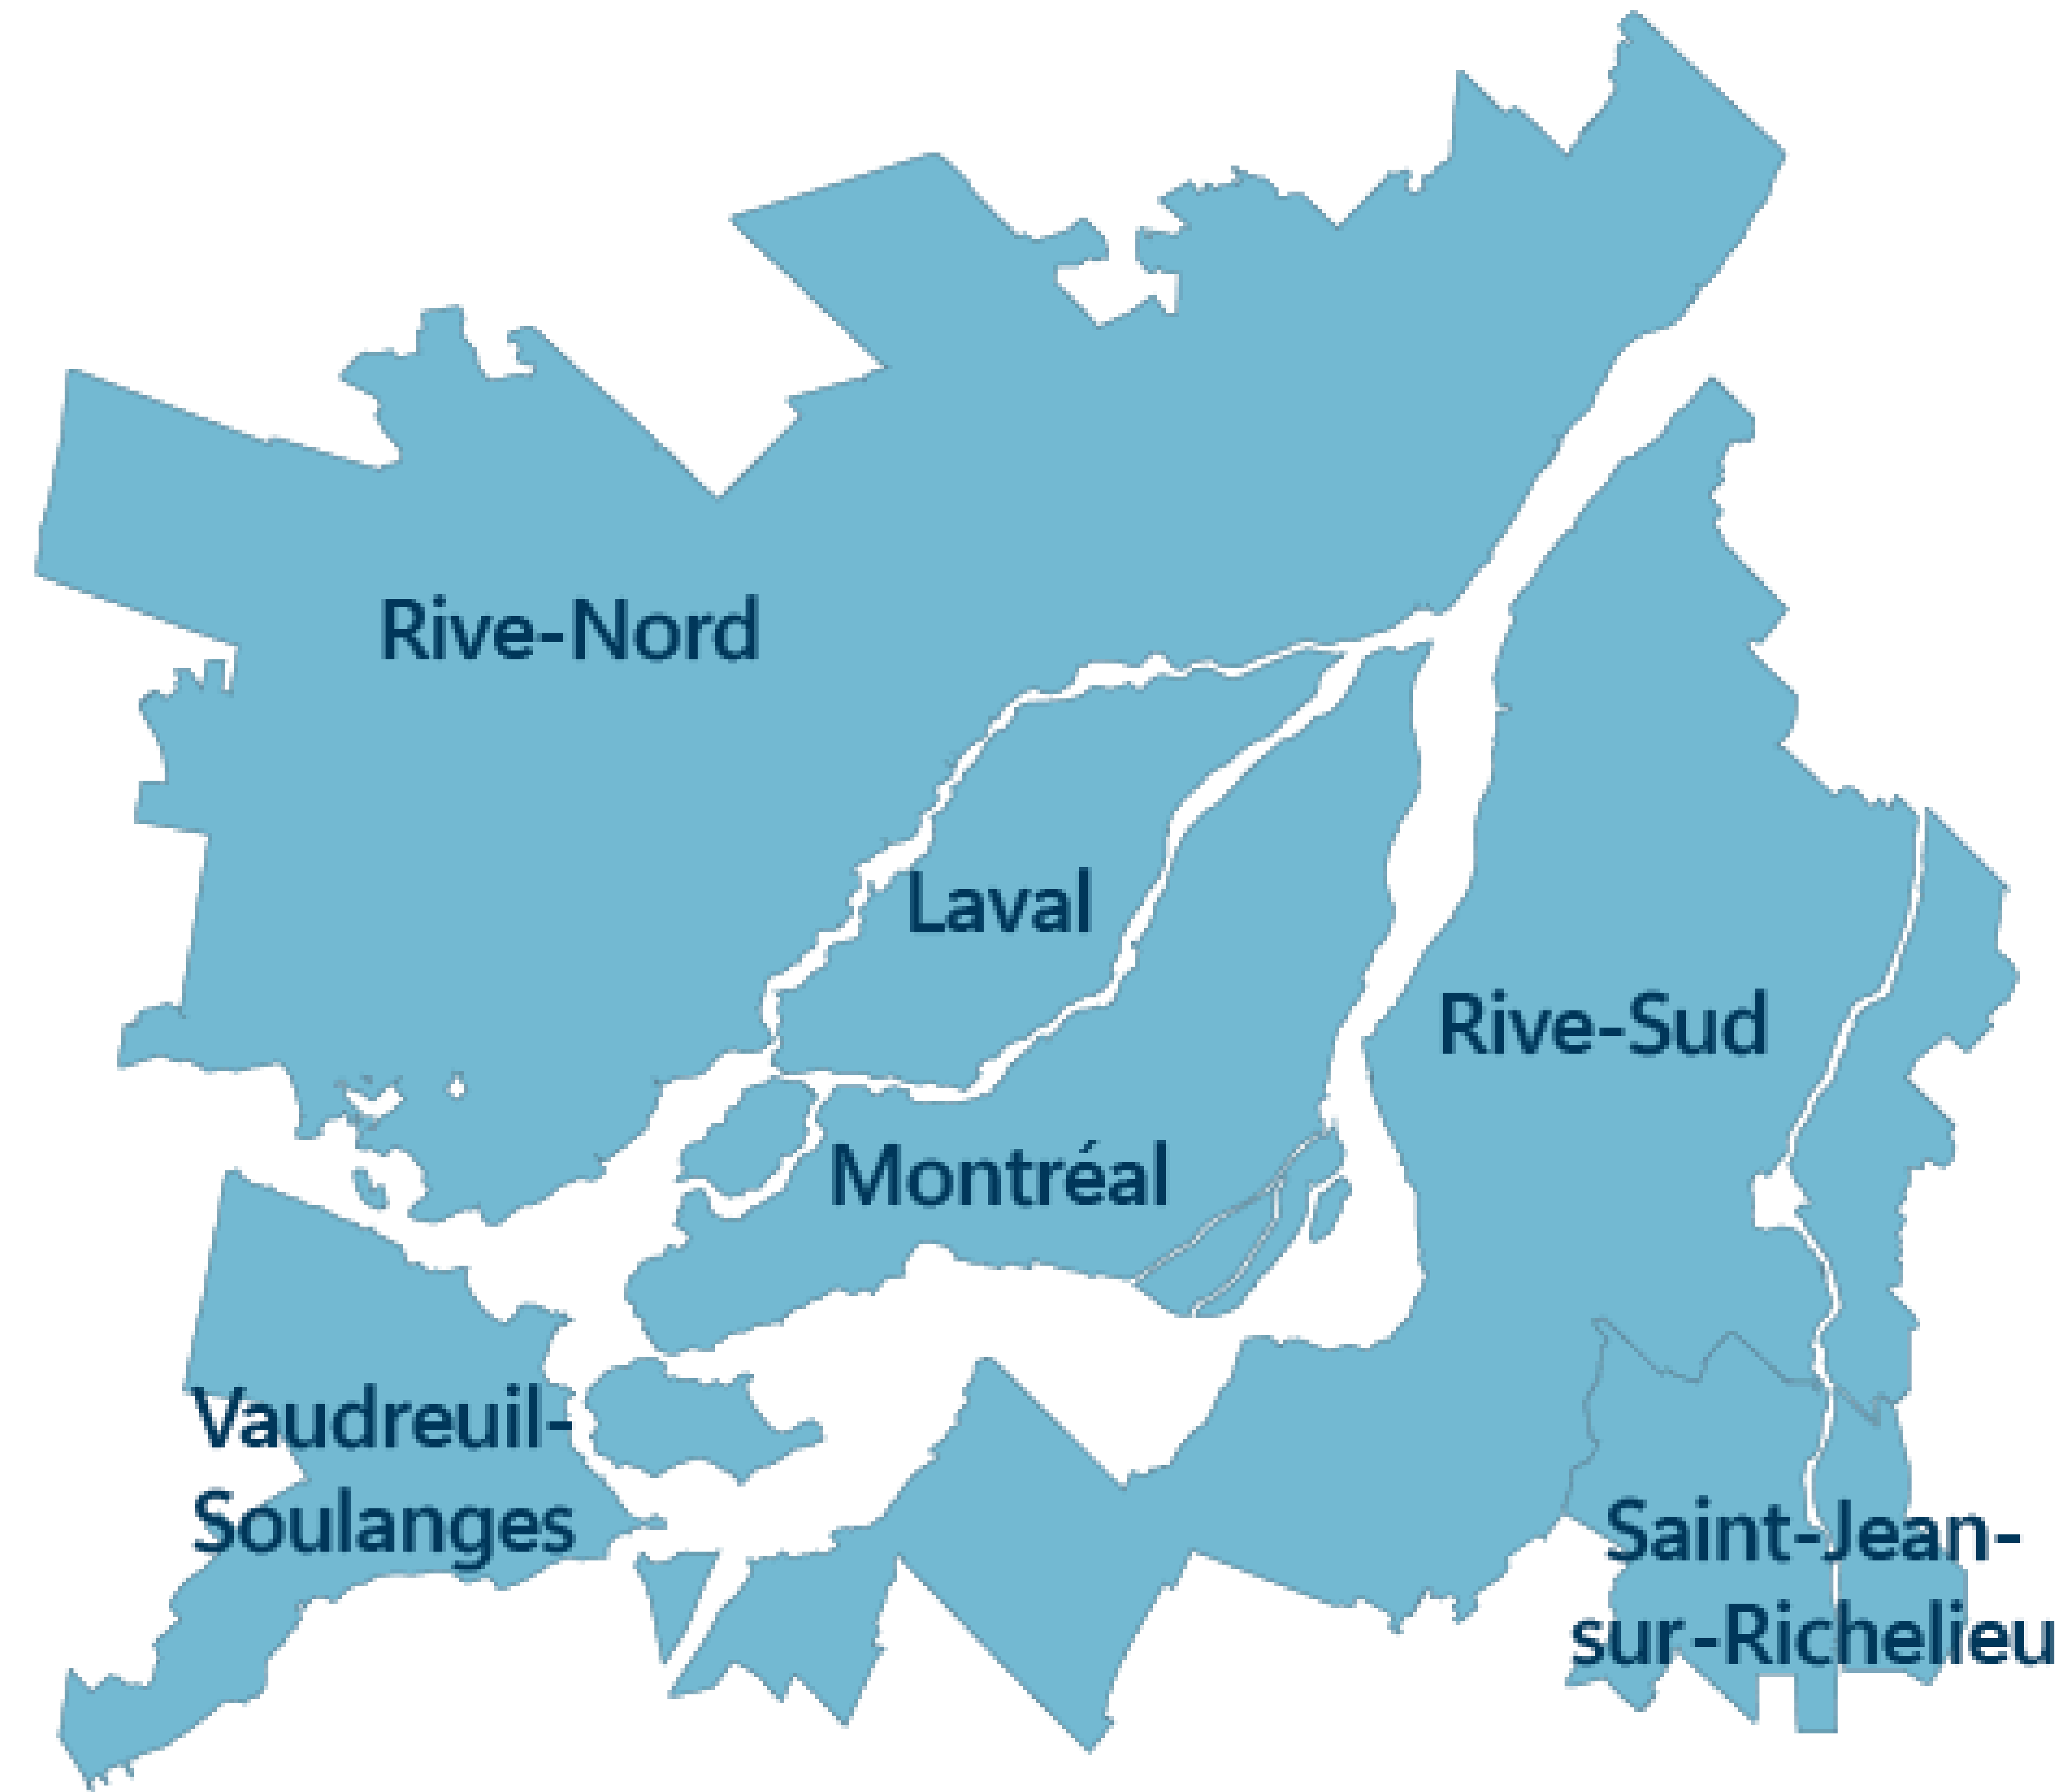 Rive-Nord
Laval
Rive-Sud
Montréal
Vaudreuil-
Soulanges
Saint-Jean-
sur-Richelieu